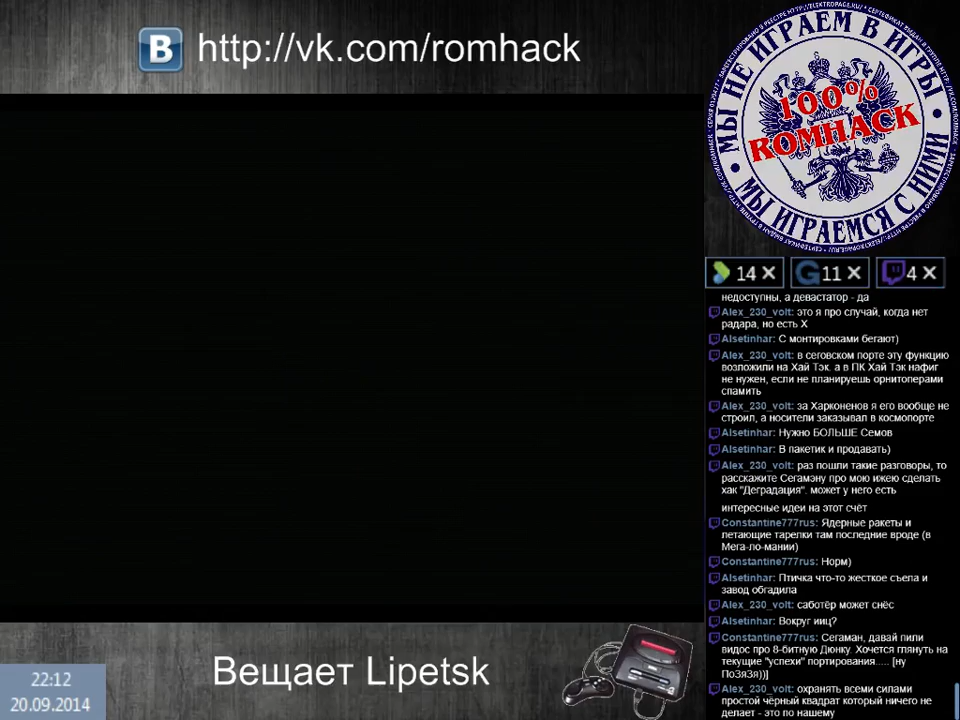 http://vk.com/romhack
МЫ НЕ ИГРАЕМ В ИГРЫ
МЫ ИГРАЕМСЯ С НИМИ
100%
ROMHACK
14
11
4
недоступны, а девастатор - да
Alex_230_volt: это я про случай, когда нет
радара, но есть X
Alsetinhar: С монтировками бегают)
Alex_230_volt: в сеговском порте эту функцию
возложили на Хай Тэк. а в ПК Хай Тэк нафиг
не нужен, если не планируешь орнитоперами
спамить
Alex_230_volt: за Харконенов я его вообще не
строил, а носители заказывал в космопорте
Alsetinhar: Нужно БОЛЬШЕ Семов
Alsetinhar: В пакетик и продавать)
Alex_230_volt: раз пошли такие разговоры, то
расскажите Сегамэну про мою ижею сделать
хак "Деградация". может у него есть
интересные идеи на этот счёт
Constantine777rus: Ядерные ракеты и
летающие тарелки там последние вроде (в
Мега-ло-мании)
Constantine777rus: Норм)
Alsetinhar: Птичка что-то жесткое съела и
завод обгадила
Alex_230_volt: саботёр может снёс
Alsetinhar: Вокруг ииц?
Constantine777rus: Сегаман, давай пили
видос про 8-битную Дюнку. Хочется глянуть на
текущие "успехи" портирования..... [ну
ПоЗяЗя))]
Alex_230_volt: охранять всеми силами
простой чёрный квадрат который ничего не
делает - это по нашему
Вещает Lipetsk
22:12
20.09.2014